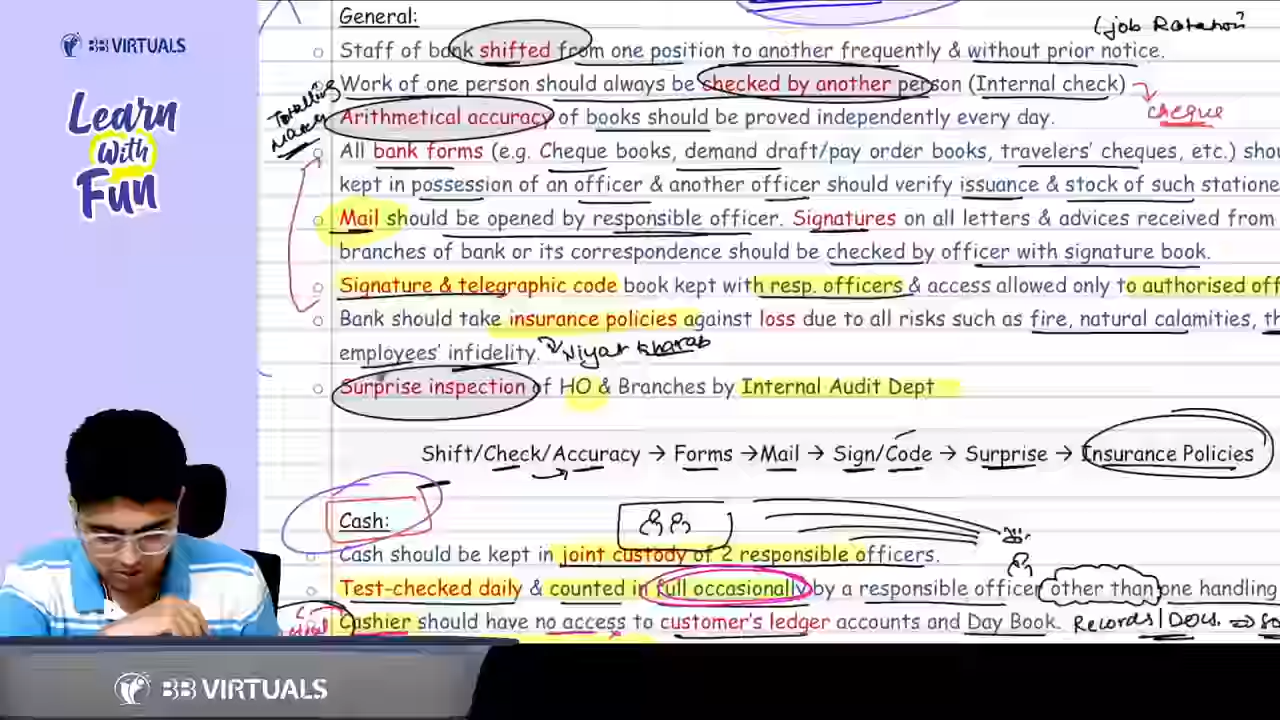 General:
(job Rotation
BB VIRTUALS
Staff of bank shifted from one position to another frequently & without prior notice.
Work of one person should always be checked by another person (Internal check)
Learn
With
Fun
Totalling
Arithmetical accuracy of books should be proved independently every day.
cheque
All bank forms (e.g. Cheque books, demand draft/pay order books, travelers' cheques, etc.) shou
kept in possession of an officer & another officer should verify issuance & stock of such statione
Mail should be opened by responsible officer. Signatures on all letters & advices received from
branches of bank or its correspondence should be checked by officer with signature book.
Signature & telegraphic code book kept with resp. officers & access allowed only to authorised off
Bank should take insurance policies against loss due to all risks such as fire, natural calamities, th
employees' infidelity. Niyat kharab
Surprise inspection of HO & Branches by Internal Audit Dept
Shift/Check/Accuracy → Forms →Mail → Sign/Code → Surprise → Insurance Policies
Cash:
Cash should be kept in joint custody of 2 responsible officers.
Test-checked daily & counted in full occasionally by a responsible officer other than one handling
Cashier should have no access to customer's ledger accounts and Day Book. Records/Docs. ⇒
BB VIRTUALS